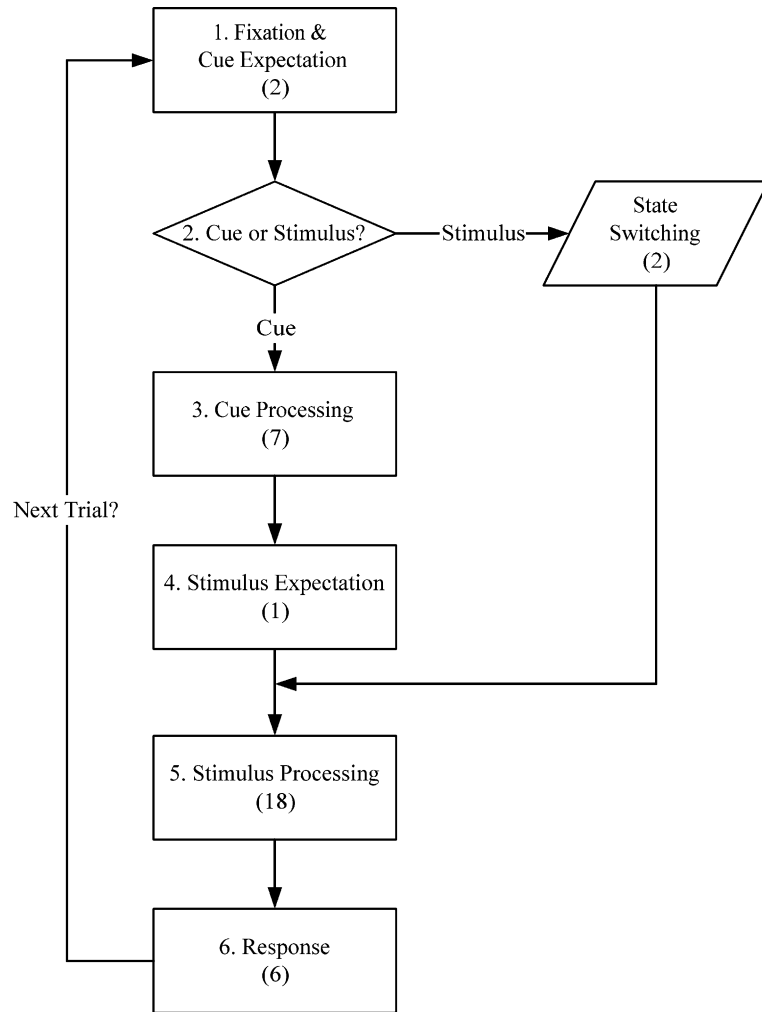 1. Fixation &
Cue Expectation
(2)
2. Cue or Stimulus?
Stimulus
State
Switching
(2)
Cue
3. Cue Processing
(7)
Next Trial?
4. Stimulus Expectation
(1)
5. Stimulus Processing
(18)
6. Response
(6)